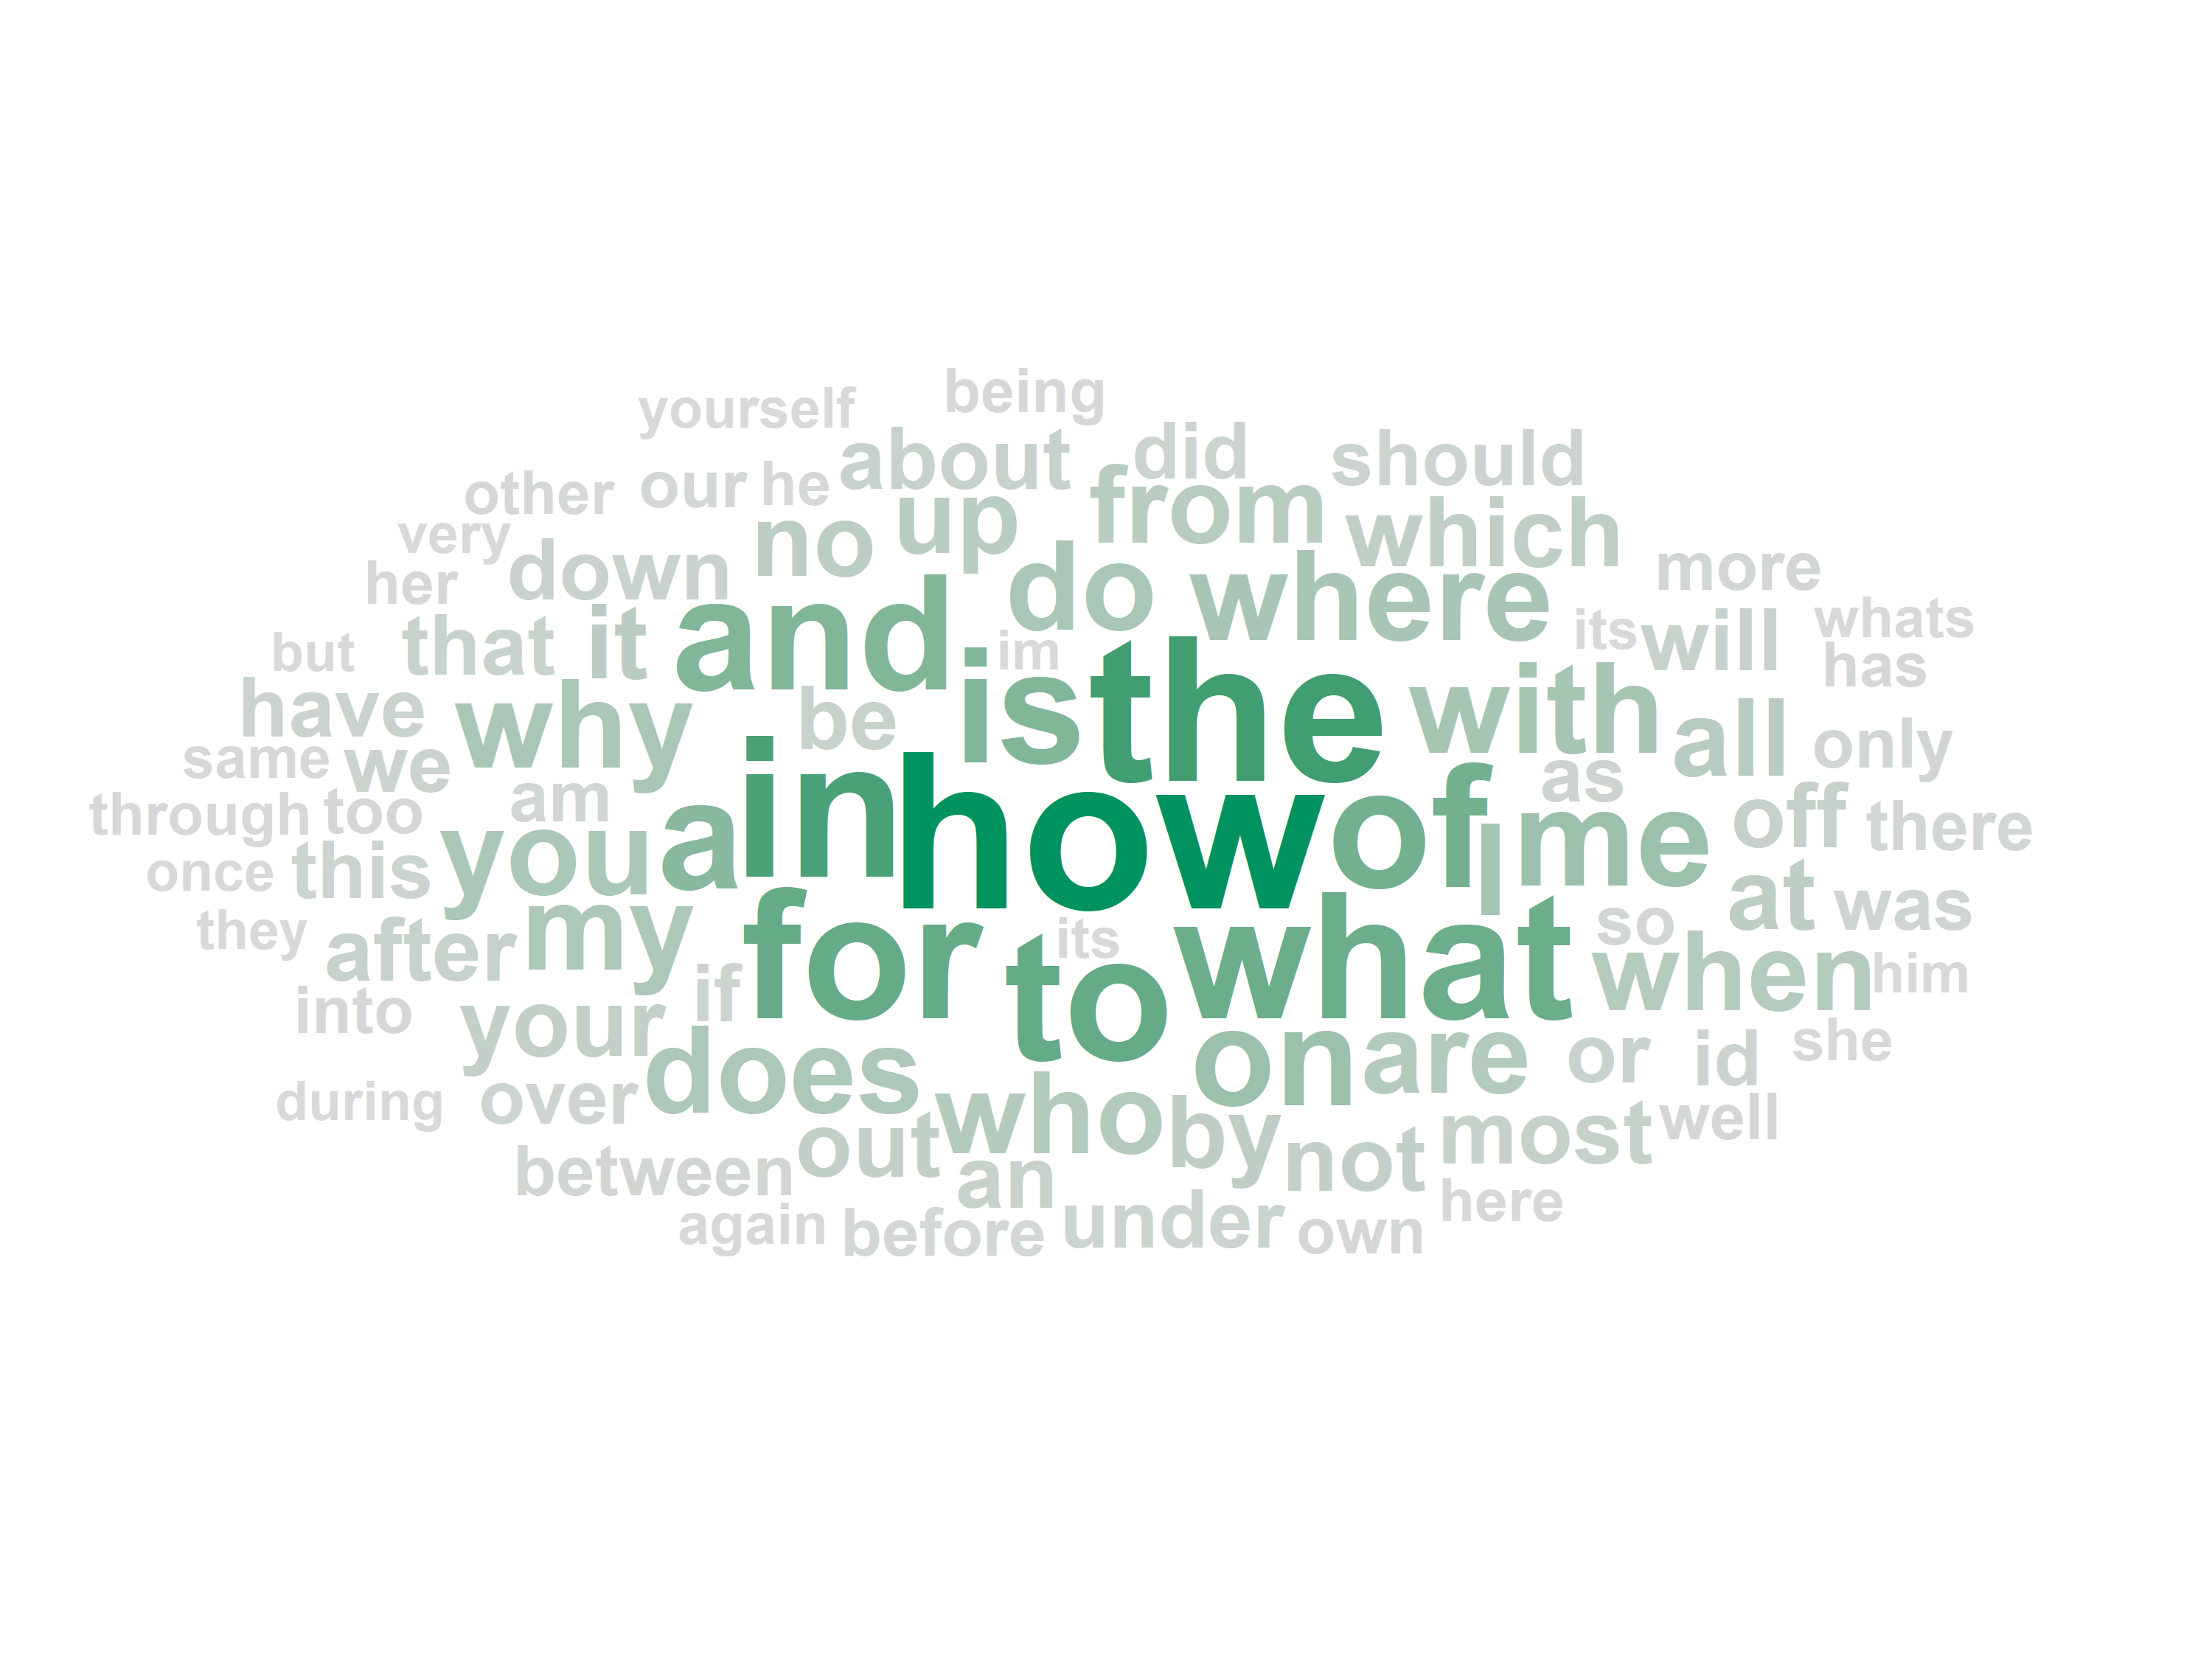 being
yourself
about did should
other our he up from which
very down no do where more
her and its will whats
but that it im the has
have why be is with all only
same we in as off
through too am a how of I me there
once this you at was
they after my for its what so when him
into your if to
during over does who on are or id she
between out an by not most well
again before under own here